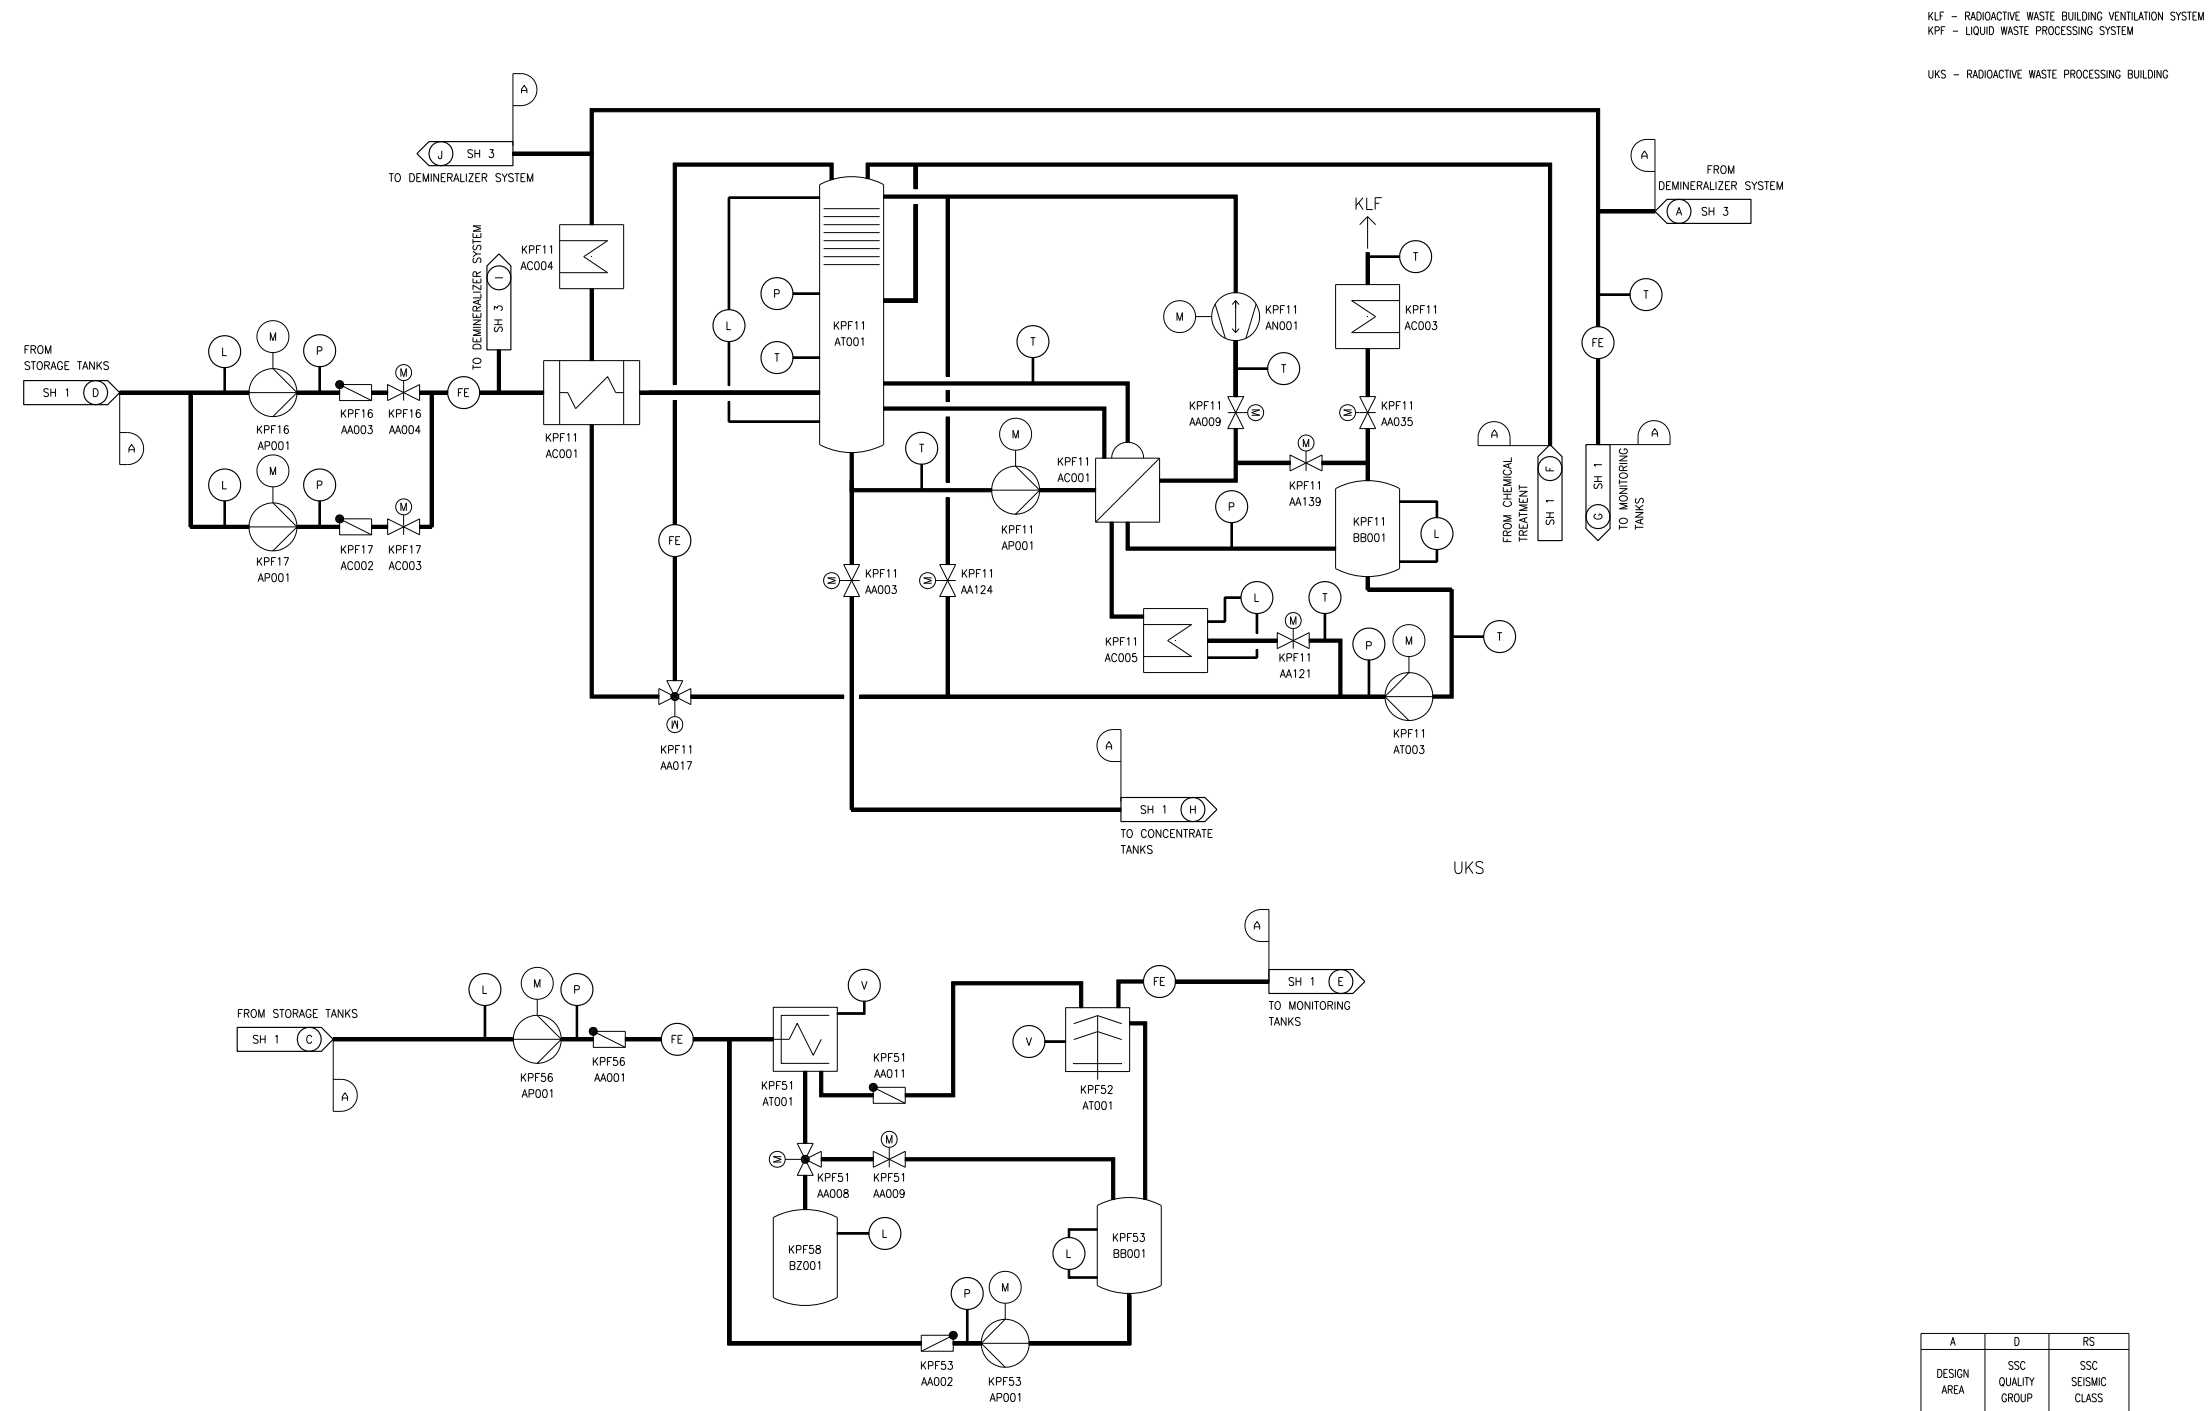 KLF - RADIOACTIVE WASTE BUILDING VENTILATION SYSTEM
KPF - LIQUID WASTE PROCESSING SYSTEM
UKS - RADIOACTIVE WASTE PROCESSING BUILDING
A
J SH 3
TO DEMINERALIZER SYSTEM
A
FROM
DEMINERALIZER SYSTEM
A SH 3
KLF
T
KPF11
AC004
TO DEMINERALIZER SYSTEM
SH 3 I
P
L
KPF11
AT001
T
M
KPF11
AN001
KPF11
AC003
T
FE
T
T
FROM
STORAGE TANKS
SH 1 D
A
L
M
P
M
KPF16
AP001
KPF16
AA003
KPF16
AA004
FE
KPF11
AC001
L
M
P
M
KPF17
AP001
KPF17
AC002
KPF17
AC003
KPF11
AA009
M
M
KPF11
AA035
T
M
KPF11
AC001
M
KPF11
AA139
KPF11
AP001
P
KPF11
BB001
L
A
FROM CHEMICAL
TREATMENT
SH 1 F
A
G SH 1
TO MONITORING
TANKS
FE
M
KPF11
AA003
M
KPF11
AA124
KPF11
AC005
L
M
KPF11
AA121
T
P
M
T
KPF11
AT003
M
KPF11
AA017
A
SH 1 H
TO CONCENTRATE
TANKS
UKS
A
SH 1 E
TO MONITORING
TANKS
FROM STORAGE TANKS
SH 1 C
A
L
M
P
KPF56
AP001
KPF56
AA001
FE
V
KPF51
AT001
KPF51
AA011
V
KPF52
AT001
FE
M
KPF51
AA008
M
KPF51
AA009
KPF58
BZ001
L
L
KPF53
BB001
P
M
KPF53
AA002
KPF53
AP001
A D RS
DESIGN
AREA
SSC
QUALITY
GROUP
SSC
SEISMIC
CLASS